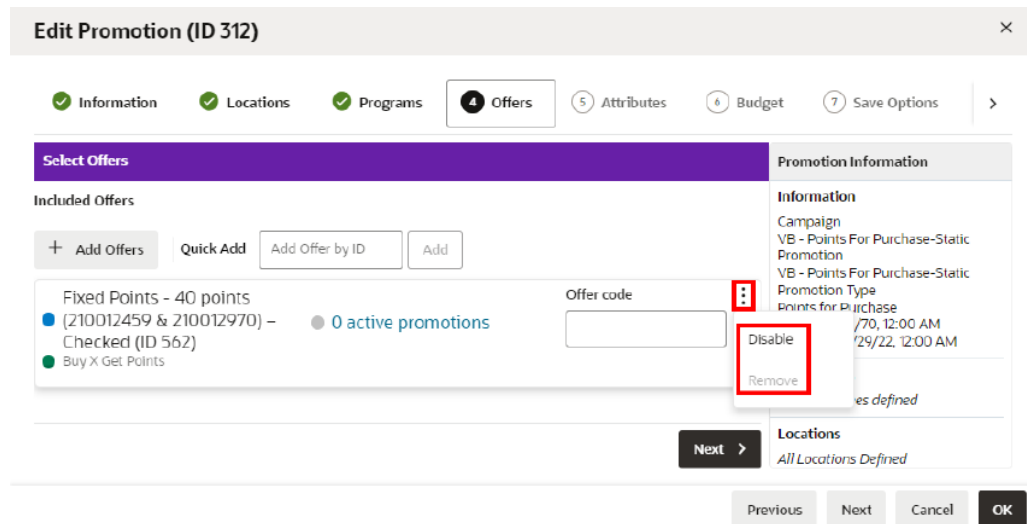 Edit Promotion (ID 312)
Information
Locations
Programs
4 Offers
5 Attributes
6 Budget
7 Save Options
Select Offers
Included Offers
+ Add Offers
Quick Add
Add Offer by ID
Add
Fixed Points - 40 points
(210012459 & 210012970) –
Checked (ID 562)
Buy X Get Points
0 active promotions
Offer code
Disable
Remove
Next
Promotion Information
Information
Campaign
VB - Points For Purchase-Static
Promotion
VB - Points For Purchase-Static
Promotion Type
Points for Purchase
/70, 12:00 AM
/29/22, 12:00 AM
defined
Locations
All Locations Defined
Previous
Next
Cancel
OK